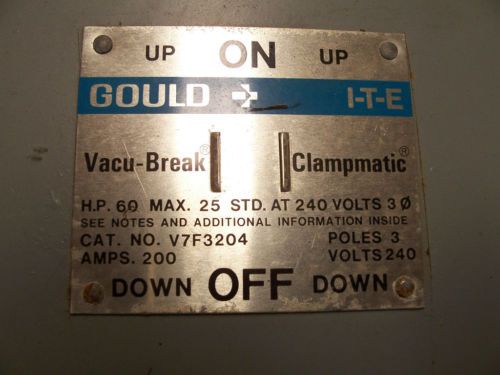 UP ON UP
GOULD I-T-E
Vacu-Break® Clampmatic®
H.P. 60 MAX. 25 STD. AT 240 VOLTS 3 Ø
SEE NOTES AND ADDITIONAL INFORMATION INSIDE
CAT. NO. V7F3204 POLES 3
AMPS. 200 VOLTS 240
DOWN OFF DOWN